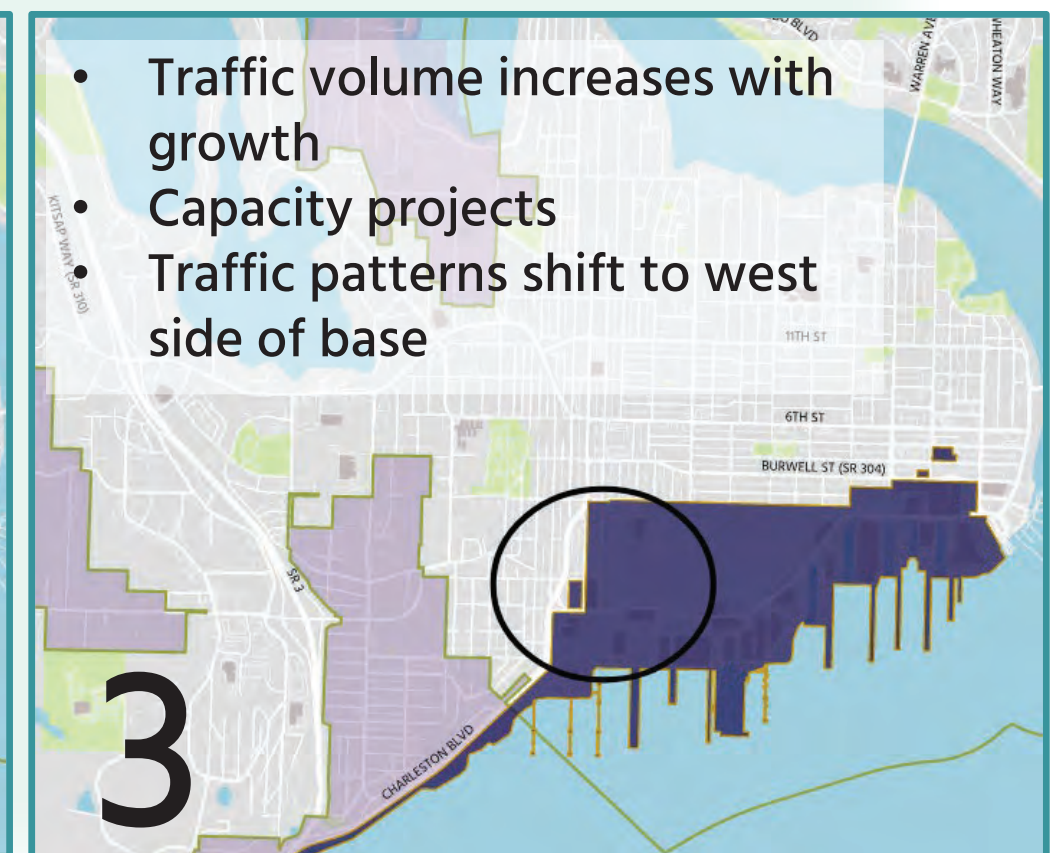 • Traffic volume increases with
growth
• Capacity projects
• Traffic patterns shift to west
side of base
BLVD
WARREN AVE
WHEATON WAY
KITSAP WAY (SR 310)
11TH ST
6TH ST
BURWELL ST (SR 304)
SR 3
CHARLESTON BLVD
3